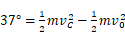 37° = ½mv_C² − ½mv_0²